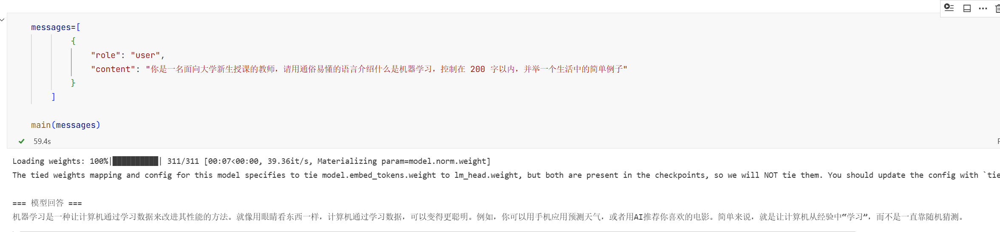 messages=[
{
"role": "user",
"content": "你是一名面向大学新生授课的教师，请用通俗易懂的语言介绍什么是机器学习，控制在 200 字以内，并举一个生活中的简单例子"
}
]
main(messages)
59.4s
Loading weights: 100%|██████████| 311/311 [00:07<00:00, 39.36it/s, Materializing param=model.norm.weight]
The tied weights mapping and config for this model specifies to tie model.embed_tokens.weight to lm_head.weight, but both are present in the checkpoints, so we will NOT tie them. You should update the config with `tie
=== 模型回答 ===
机器学习是一种让计算机通过学习数据来改进其性能的方法。就像用眼睛看东西一样，计算机通过学习数据，可以变得更聪明。例如，你可以用手机应用预测天气，或者用AI推荐你喜欢的电影。简单来说，就是让计算机从经验中“学习”，而不是一直靠随机猜测。